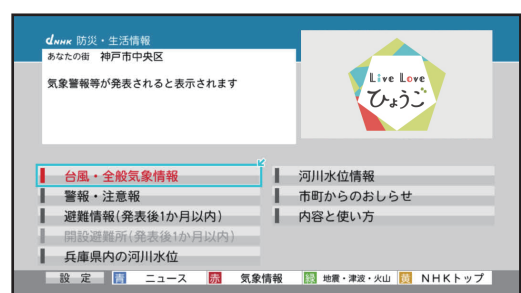 dNHK 防災・生活情報
あなたの街 神戸市中央区
気象警報等が発表されると表示されます
Live Love
ひょうご
台風・全般気象情報
警報・注意報
避難情報(発表後1か月以内)
開設避難所(発表後1か月以内)
兵庫県内の河川水位
河川水位情報
市町からのおしらせ
内容と使い方
設 定 青 ニュース 赤 気象情報 緑 地震・津波・火山 黄 NHKトップ